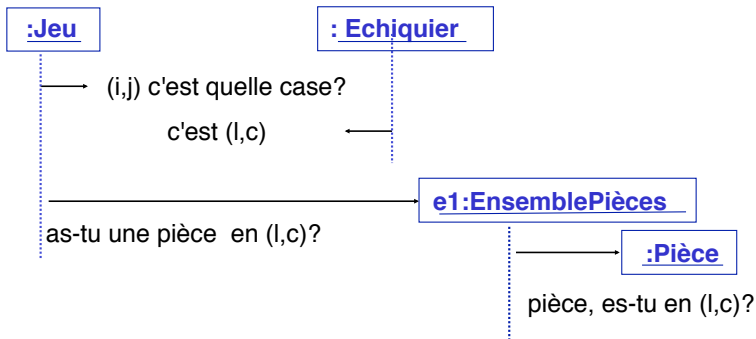 :Jeu
: Echiquier
(i,j) c'est quelle case?
c'est (l,c)
e1:EnsemblePièces
as-tu une pièce en (l,c)?
:Pièce
pièce, es-tu en (l,c)?